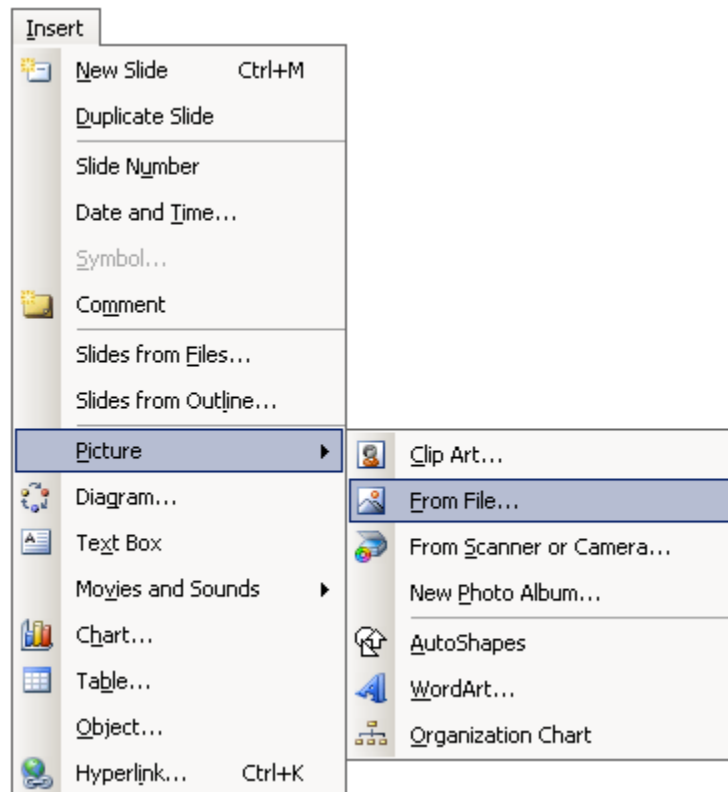 Insert
New Slide Ctrl+M
Duplicate Slide
Slide Number
Date and Time...
Symbol...
Comment
Slides from Files...
Slides from Outline...
Picture
Diagram...
Text Box
Movies and Sounds
Chart...
Table...
Object...
Hyperlink... Ctrl+K
Clip Art...
From File...
From Scanner or Camera...
New Photo Album...
AutoShapes
WordArt...
Organization Chart